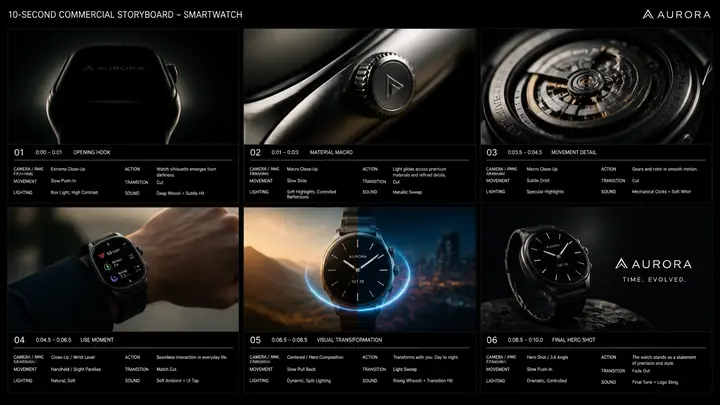 10-SECOND COMMERCIAL STORYBOARD – SMARTWATCH
AURORA
AURORA
01 0:00 – 0:01 OPENING HOOK
CAMERA / Extreme Close-Up
MOVEMENT: Slow Push-In
LIGHTING Rim Light, High Contrast
ACTION Watch silhouette emerges from
darkness.
TRANSITION Cut
SOUND Deep Woosh + Subtle Hit
02 0:01 – 0:03 MATERIAL MACRO
CAMERA / Macro Close-Up
MOVEMENT Slow Slide
LIGHTING Soft Highlights, Controlled
Reflections
ACTION Light glides across premium
materials and refined details.
TRANSITION Cut
SOUND Metallic Sweep
03 0:03.5 – 0:04.5 MOVEMENT DETAIL
CAMERA / Macro Close-Up
MOVEMENT Subtle Orbit
LIGHTING Specular Highlights
ACTION Gears and rotor in smooth motion.
TRANSITION Cut
SOUND Mechanical Clicks + Soft Whirr
04 0:04.5 – 0:06.5 USE MOMENT
CAMERA / Close-Up / Wrist Level
MOVEMENT Handheld / Slight Parallax
LIGHTING Natural, Soft
ACTION Seamless interaction in everyday life
TRANSITION Match Cut
SOUND Soft Ambient + UI Tap
AURORA
05 0:06.5 – 0:08.5 VISUAL TRANSFORMATION
CAMERA / Centered / Hero Composition
MOVEMENT Slow Pull Back
LIGHTING Dynamic, Split Lighting
ACTION Transforms with you. Day to night.
TRANSITION Light Sweep
SOUND Rising Whoosh + Transition Hit
AURORA
TIME. EVOLVED.
06 0:08.5 – 0:10.0 FINAL HERO SHOT
CAMERA / Hero Shot / 3.4 Angle
MOVEMENT Slow Push-In
LIGHTING Dramatic, Controlled
ACTION The watch stands as a statement
of precision and style.
TRANSITION Fade Out
SOUND Final Tone + Logo Sting